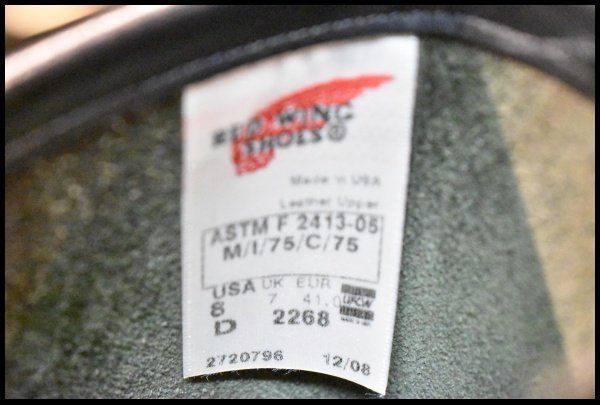 RED WING
SHOES®
Made in USA
Leather Upper
ASTM F 2413-05
M/I/75/C/75
USA UK EUR
8 7 41.0
D 2268
UFCW
2720796 12/08